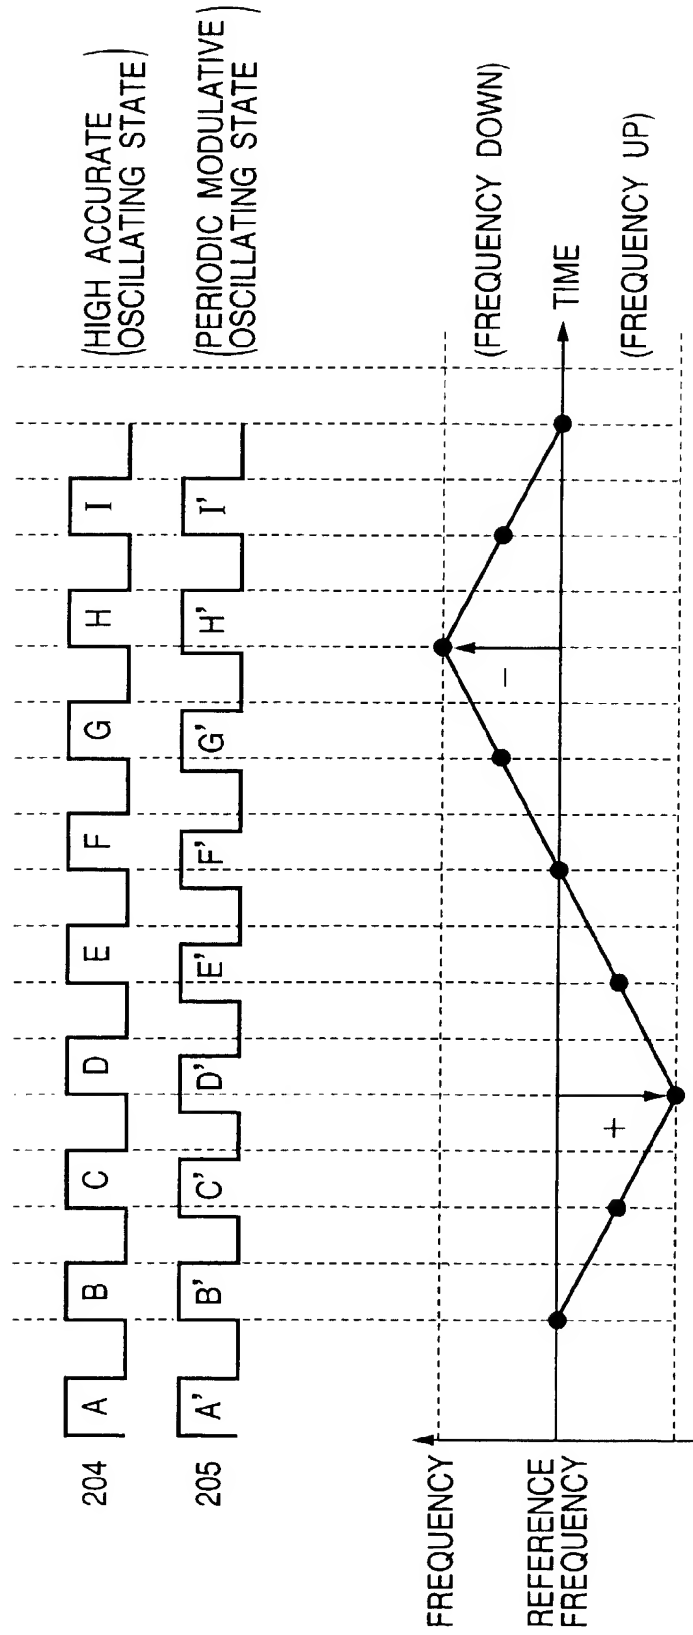 204
A
B
C
D
E
F
G
H
I
(HIGH ACCURATE
OSCILLATING STATE)
205
A'
B'
C'
D'
E'
F'
G'
H'
I'
(PERIODIC MODULATIVE
OSCILLATING STATE)
FREQUENCY
(FREQUENCY DOWN)
−
REFERENCE
FREQUENCY
TIME
+
(FREQUENCY UP)